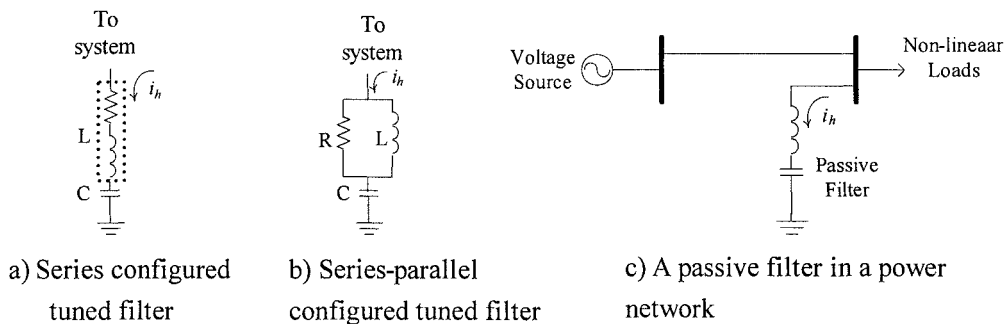 To
system
i_h
L
C
a) Series configured
tuned filter
To
system
i_h
R
L
C
b) Series-parallel
configured tuned filter
Voltage
Source
Non-lineaar
Loads
i_h
Passive
Filter
c) A passive filter in a power
network